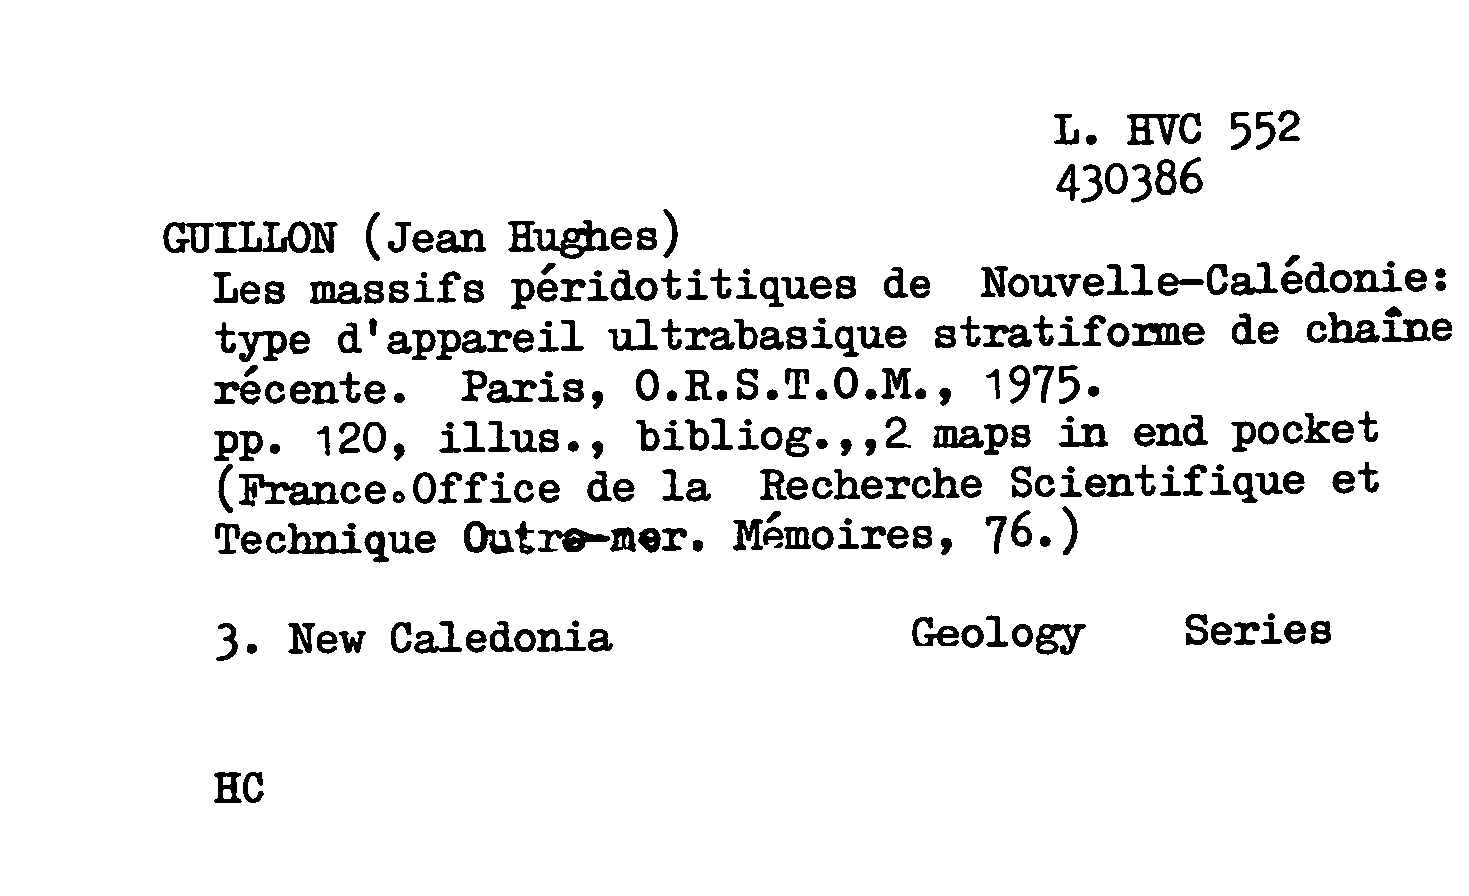 L. HVC 552
430386
GUILLON (Jean Hughes)
Les massifs péridotitiques de Nouvelle-Calédonie:
type d'appareil ultrabasique stratiforme de chaîne
récente. Paris, O.R.S.T.O.M., 1975.
pp. 120, illus., bibliog.,,2 maps in end pocket
(France.Office de la Recherche Scientifique et
Technique Outre-mer. Mémoires, 76.)
3. New Caledonia Geology Series
HC